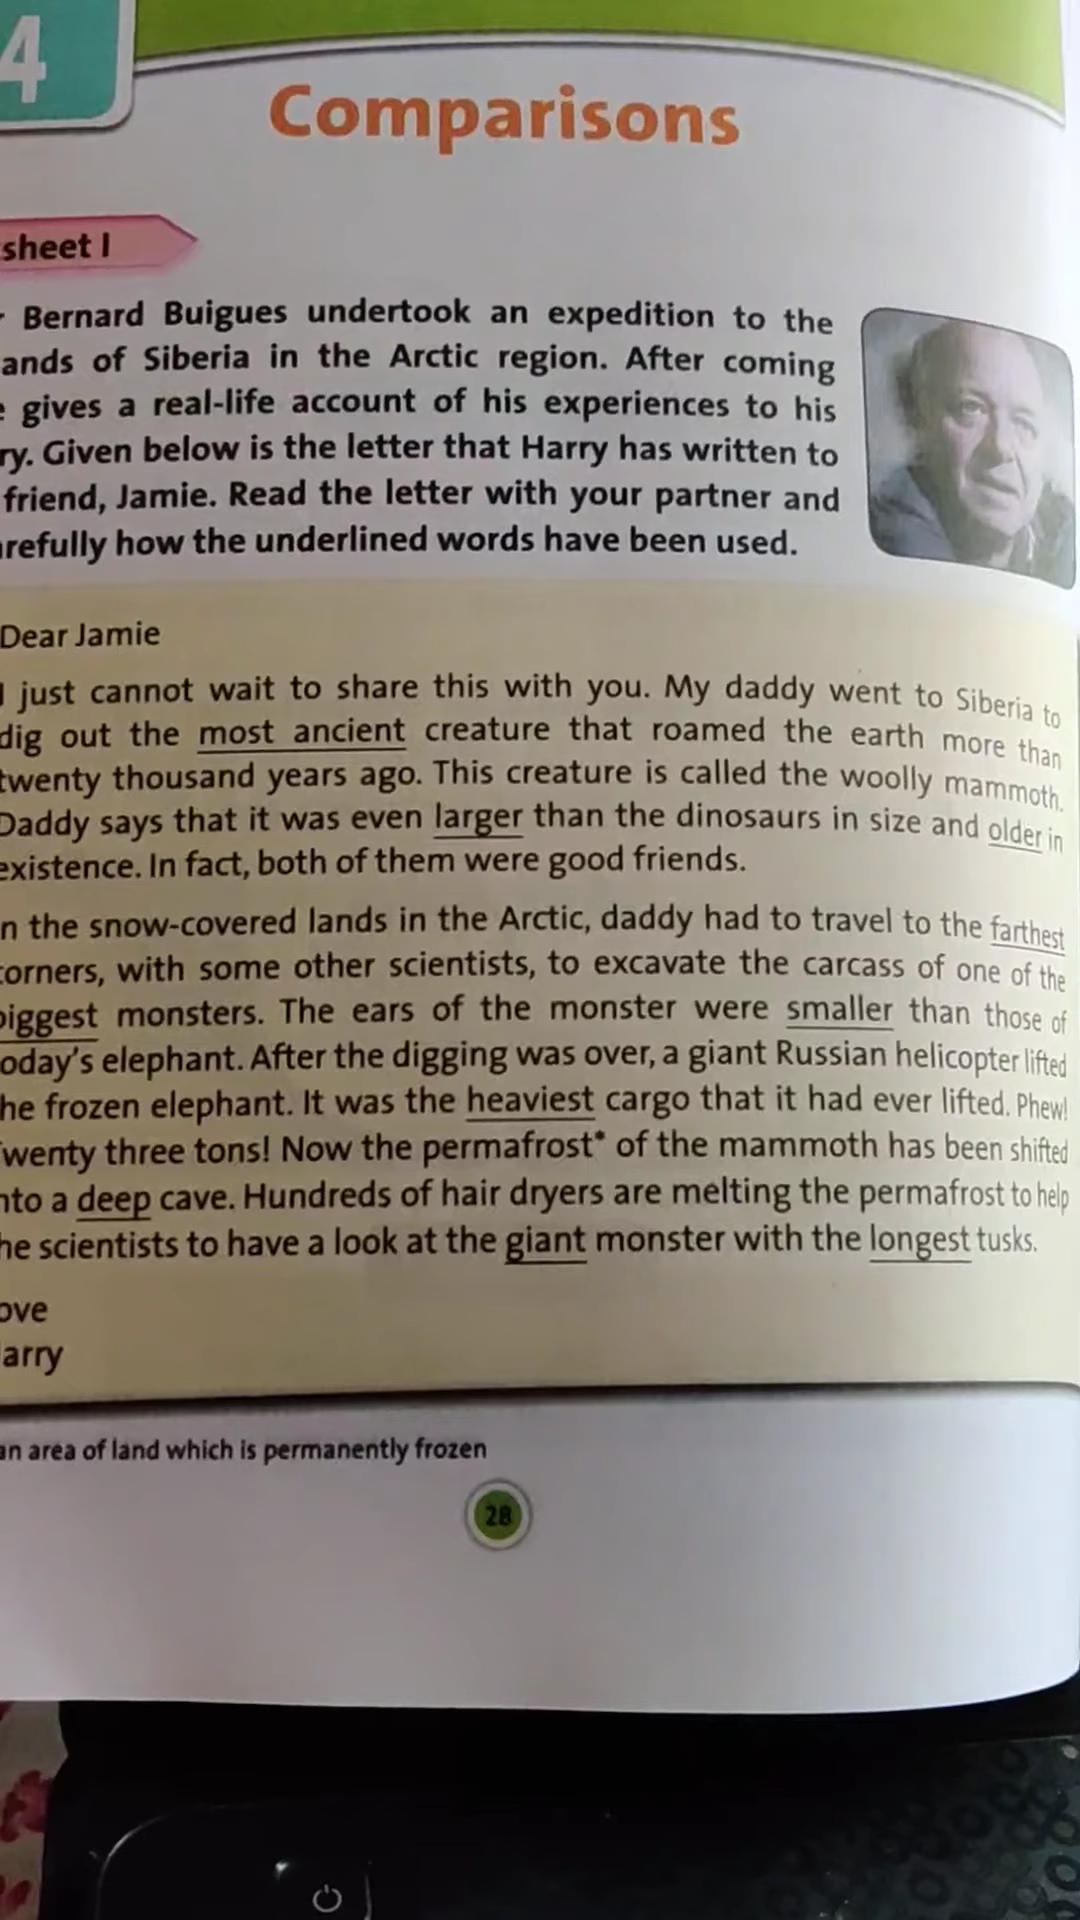 4
Comparisons
sheet I
Bernard Buigues undertook an expedition to the
ands of Siberia in the Arctic region. After coming
e gives a real-life account of his experiences to his
ry. Given below is the letter that Harry has written to
friend, Jamie. Read the letter with your partner and
arefully how the underlined words have been used.
Dear Jamie
I just cannot wait to share this with you. My daddy went to Siberia to
dig out the most ancient creature that roamed the earth more than
twenty thousand years ago. This creature is called the woolly mammoth.
Daddy says that it was even larger than the dinosaurs in size and older in
existence. In fact, both of them were good friends.
n the snow-covered lands in the Arctic, daddy had to travel to the farthest
corners, with some other scientists, to excavate the carcass of one of the
biggest monsters. The ears of the monster were smaller than those of
oday's elephant. After the digging was over, a giant Russian helicopter lifted
he frozen elephant. It was the heaviest cargo that it had ever lifted. Phew!
wenty three tons! Now the permafrost* of the mammoth has been shifted
nto a deep cave. Hundreds of hair dryers are melting the permafrost to help
he scientists to have a look at the giant monster with the longest tusks.
ove
arry
an area of land which is permanently frozen
28